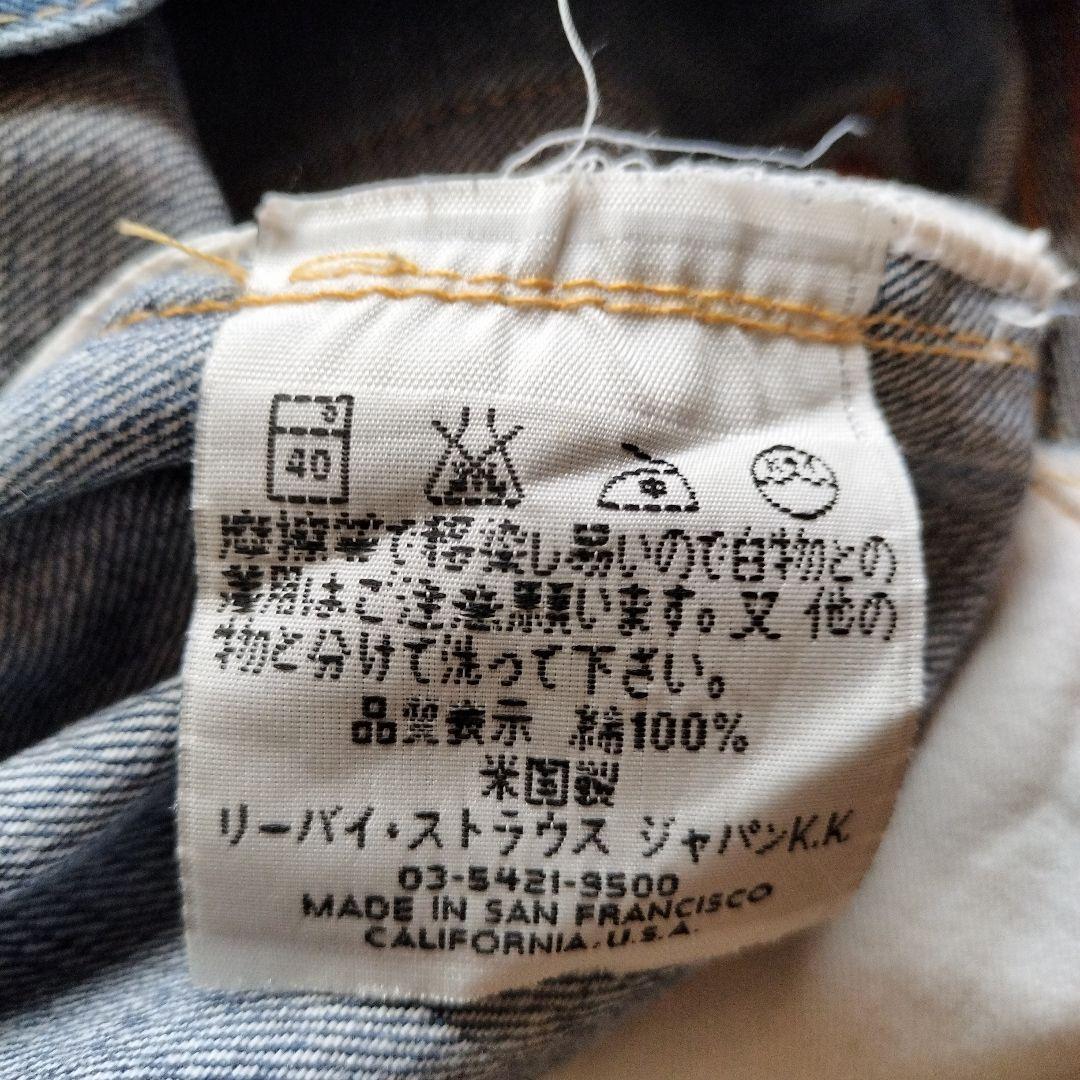 40
中
摩擦等で移染し易いので白物との
着用はご注意願います。又 他の
物と分けて洗って下さい。
品質表示 綿100%
米国製
リーバイ・ストラウス ジャパンK.K
03-5421-9500
MADE IN SAN FRANCISCO
CALIFORNIA, U.S.A.